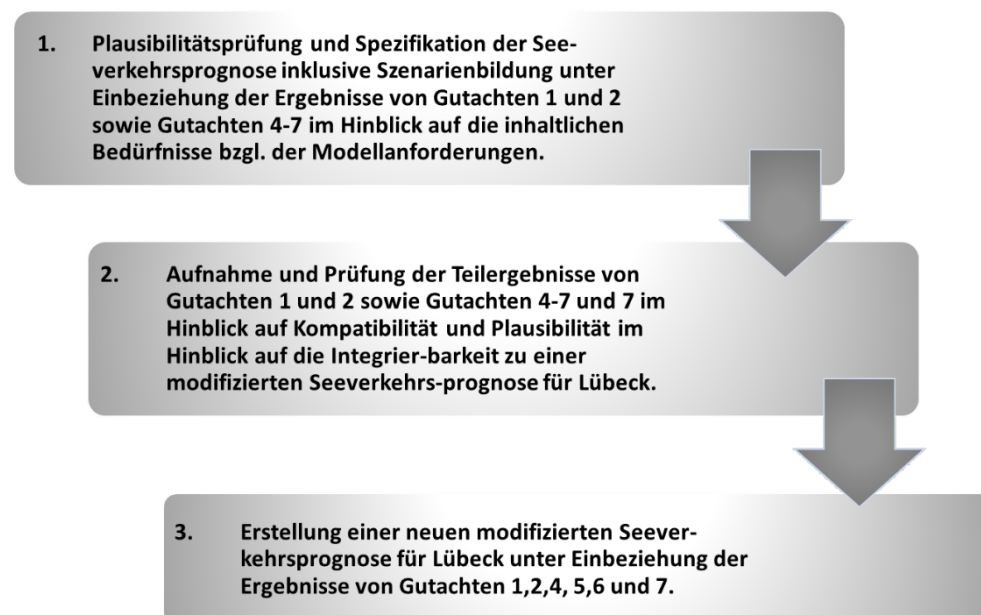 1. Plausibilitätsprüfung und Spezifikation der See-
verkehrsprognose inklusive Szenarienbildung unter
Einbeziehung der Ergebnisse von Gutachten 1 und 2
sowie Gutachten 4-7 im Hinblick auf die inhaltlichen
Bedürfnisse bzgl. der Modellanforderungen.
2. Aufnahme und Prüfung der Teilergebnisse von
Gutachten 1 und 2 sowie Gutachten 4-7 und 7 im
Hinblick auf Kompatibilität und Plausibilität im
Hinblick auf die Integrier-barkeit zu einer
modifizierten Seeverkehrs-prognose für Lübeck.
3. Erstellung einer neuen modifizierten Seever-
kehrsprognose für Lübeck unter Einbeziehung der
Ergebnisse von Gutachten 1,2,4, 5,6 und 7.